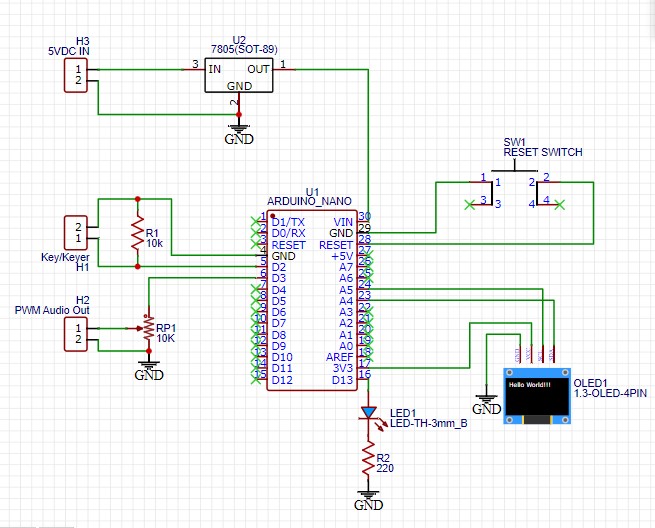 H3
5VDC IN
1
2
U2
7805(SOT-89)
3
IN
OUT
1
GND
2
GND
SW1
RESET SWITCH
1
1
2
2
3
3
4
4
U1
ARDUINO_NANO
1
D1/TX
VIN
30
2
D0/RX
GND
29
3
RESET
RESET
28
4
GND
+5V
27
5
D2
A7
26
6
D3
A6
25
7
D4
A5
24
8
D5
A4
23
9
D6
A3
22
10
D7
A2
21
11
D8
A1
20
12
D9
A0
19
13
D10
AREF
18
14
D11
3V3
17
15
D12
D13
16
2
1
Key/Keyer
H1
R1
10k
H2
PWM Audio Out
1
2
RP1
10K
GND
LED1
LED-TH-3mm_B
R2
220
GND
GND
Hello World!!!
OLED1
1.3-OLED-4PIN